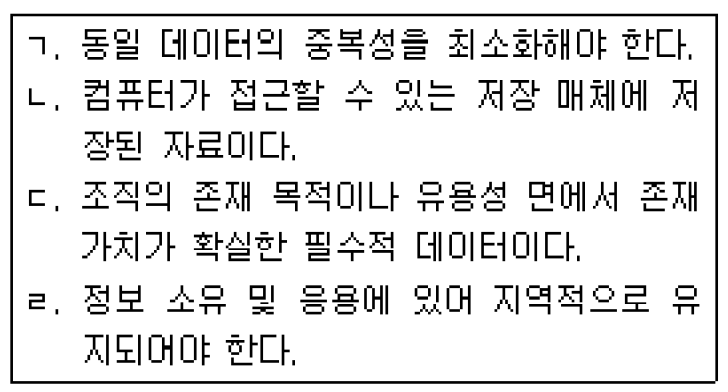 ㄱ. 동일 데이터의 중복성을 최소화해야 한다.
ㄴ. 컴퓨터가 접근할 수 있는 저장 매체에 저
장된 자료이다.
ㄷ. 조직의 존재 목적이나 유용성 면에서 존재
가치가 확실한 필수적 데이터이다.
ㄹ. 정보 소유 및 응용에 있어 지역적으로 유
지되어야 한다.